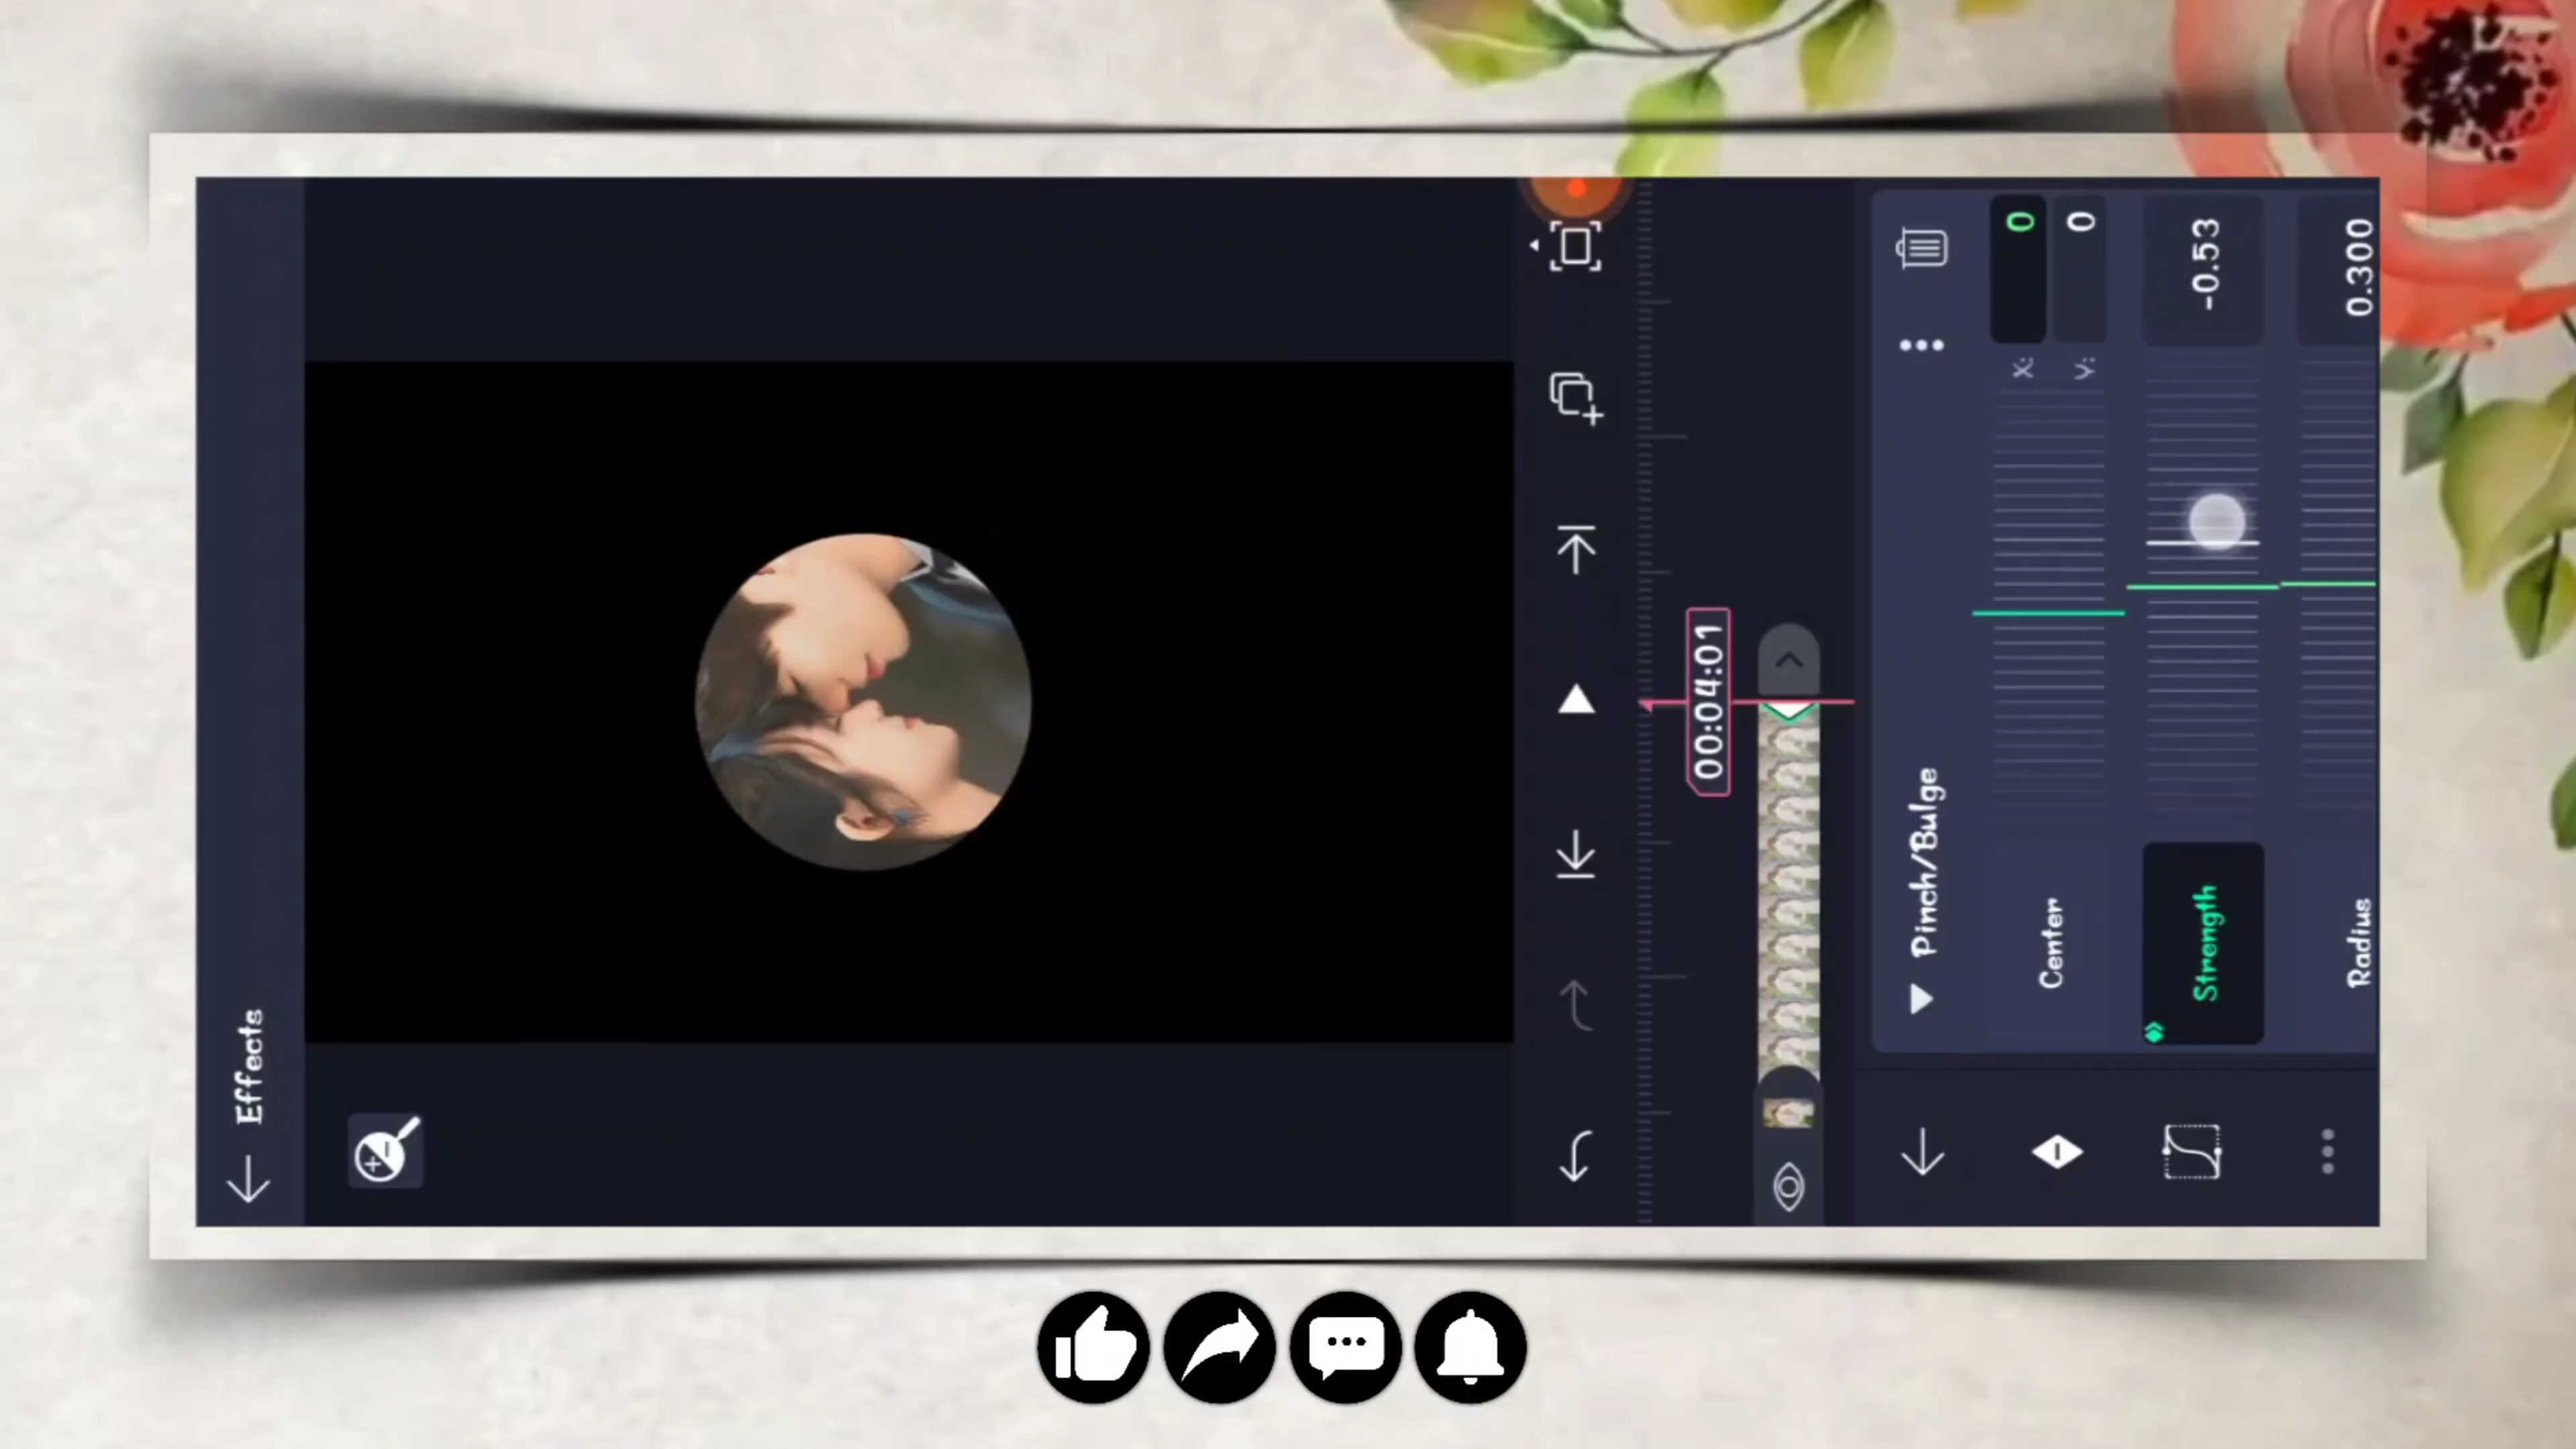 Effects
00:04:01
Pinch/Bulge
Center
X: 0
Y: 0
Strength
-0.53
Radius
0.300